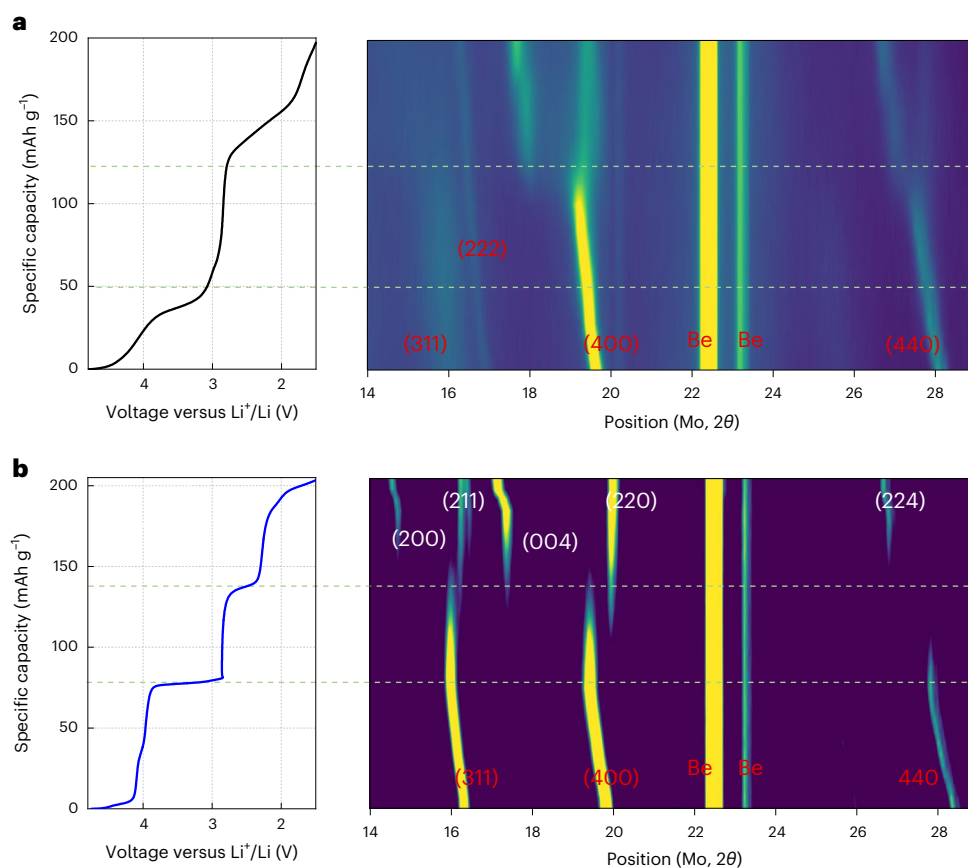 a
200
150
100
50
0
Specific capacity (mAh g⁻¹)
4 3 2
Voltage versus Li⁺/Li (V)
(222)
(311) (400) Be Be (440)
14 16 18 20 22 24 26 28
Position (Mo, 2θ)
b
200
150
100
50
0
Specific capacity (mAh g⁻¹)
4 3 2
Voltage versus Li⁺/Li (V)
(211) (220) (224)
(200) (004)
(311) (400) Be Be 440
14 16 18 20 22 24 26 28
Position (Mo, 2θ)